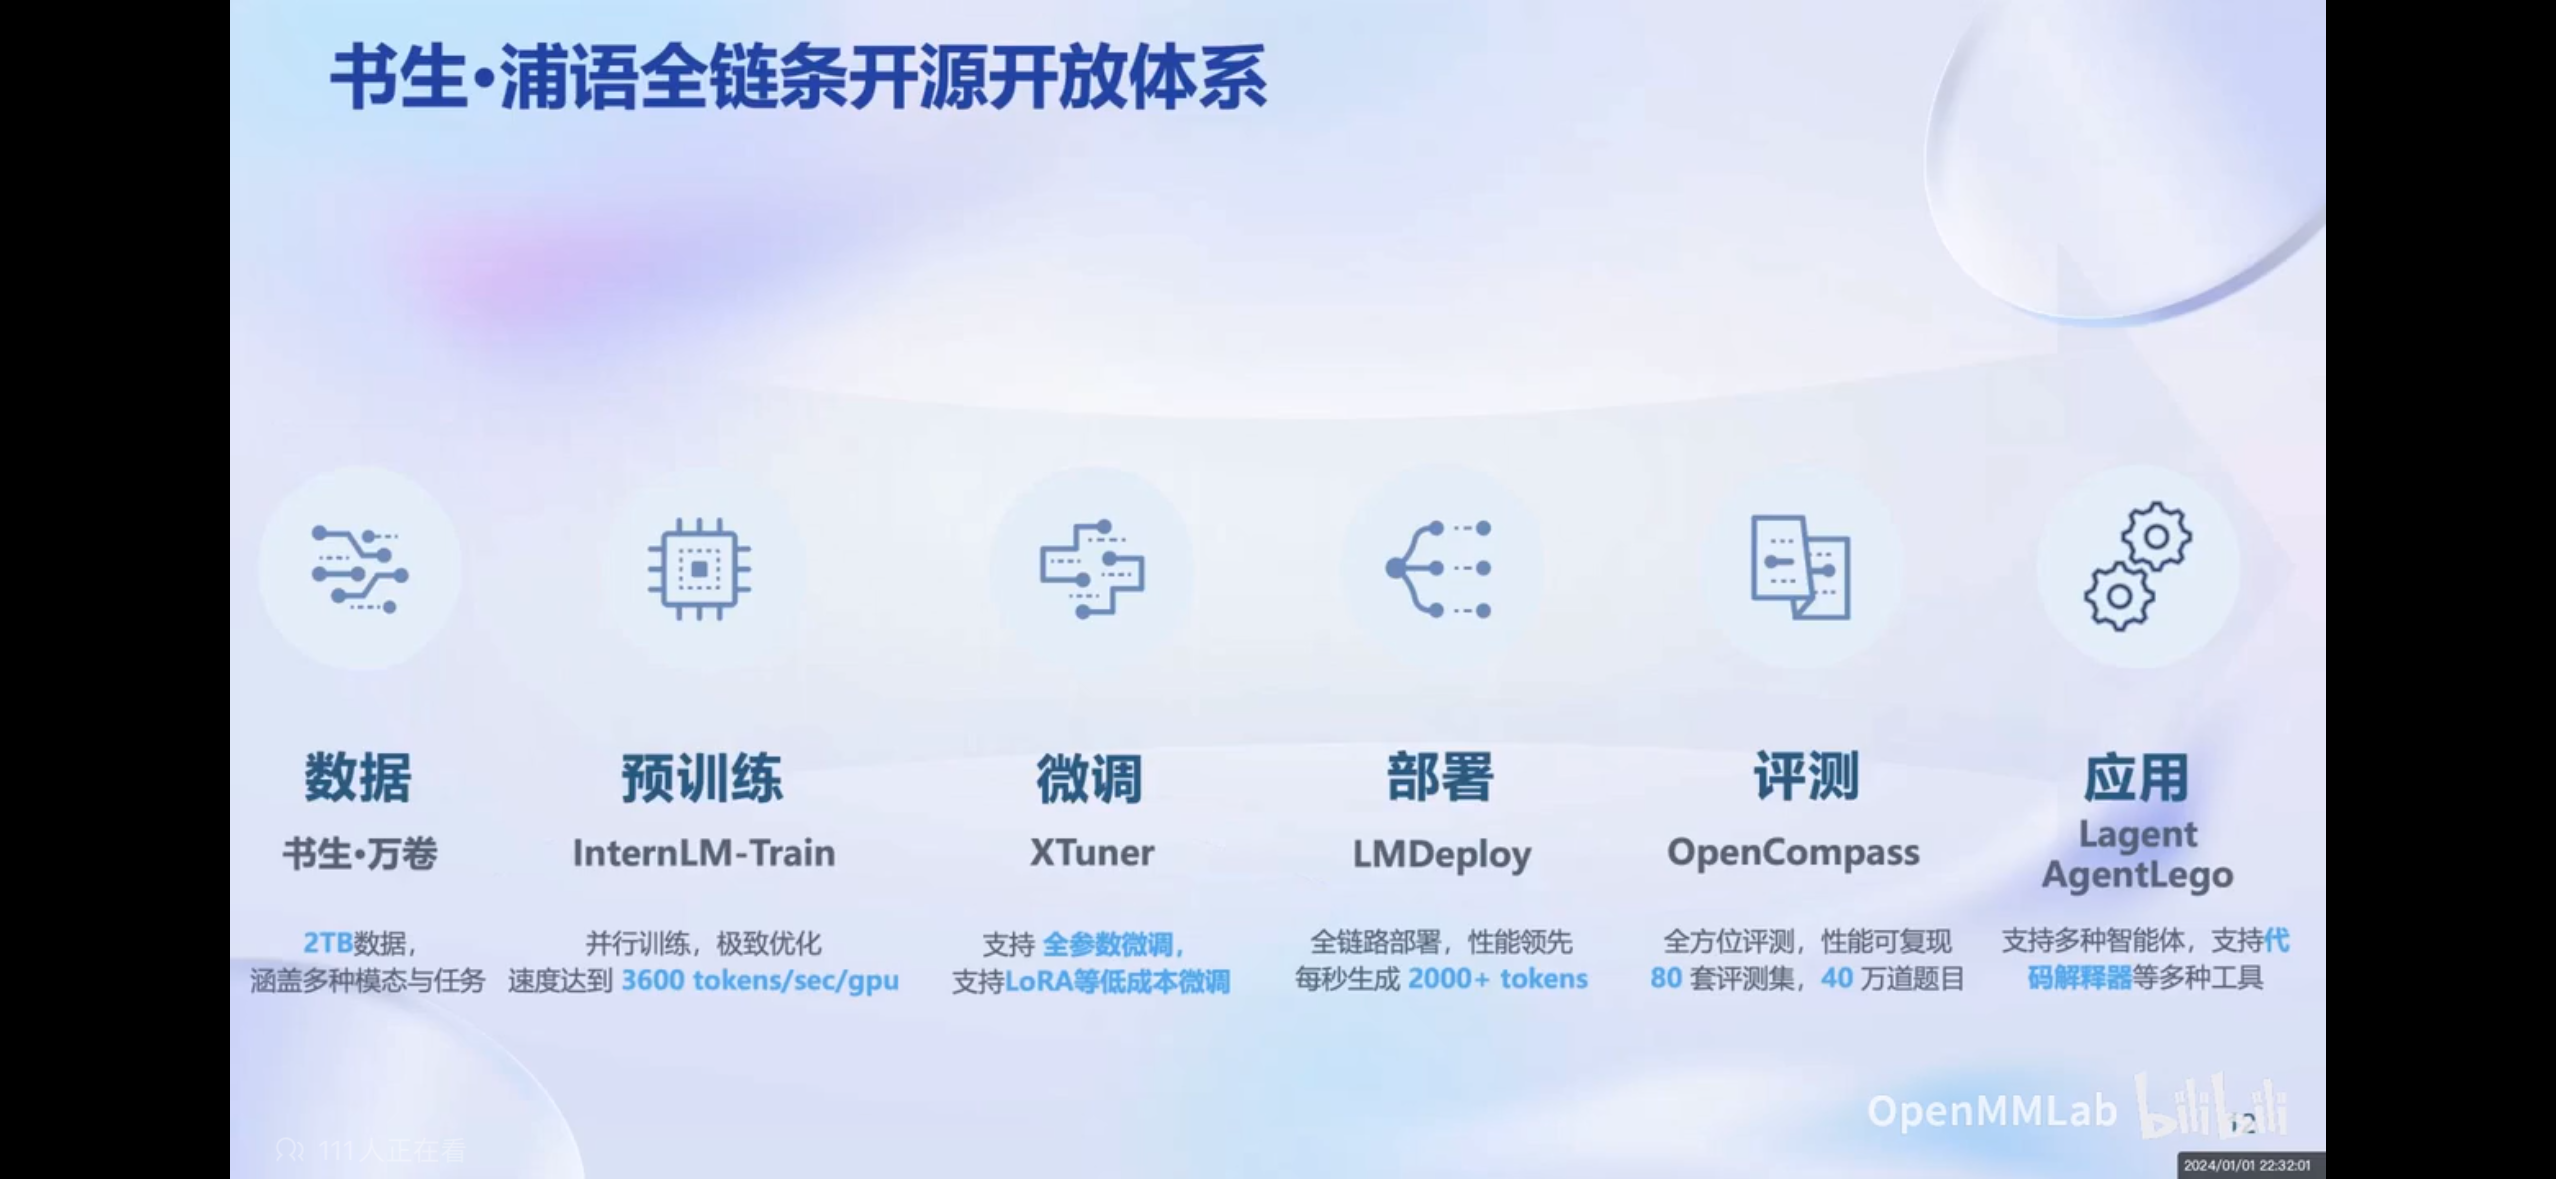 书生•浦语全链条开源开放体系
数据
书生•万卷
2TB数据，
涵盖多种模态与任务
预训练
InternLM-Train
并行训练，极致优化
速度达到 3600 tokens/sec/gpu
微调
XTuner
支持 全参数微调，
支持LoRA等低成本微调
部署
LMDeploy
全链路部署，性能领先
每秒生成 2000+ tokens
评测
OpenCompass
全方位评测，性能可复现
80 套评测集，40 万道题目
应用
Lagent
AgentLego
支持多种智能体，支持代
码解释器等多种工具
OpenMMLab bilibili
12
111人正在看
2024/01/01 22:32:01